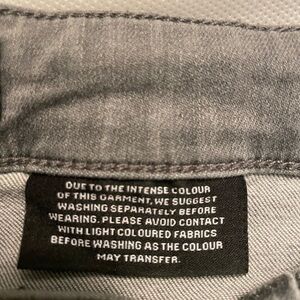 DUE TO THE INTENSE COLOUR
OF THIS GARMENT, WE SUGGEST
WASHING SEPARATELY BEFORE
WEARING. PLEASE AVOID CONTACT
WITH LIGHT COLOURED FABRICS
BEFORE WASHING AS THE COLOUR
MAY TRANSFER.